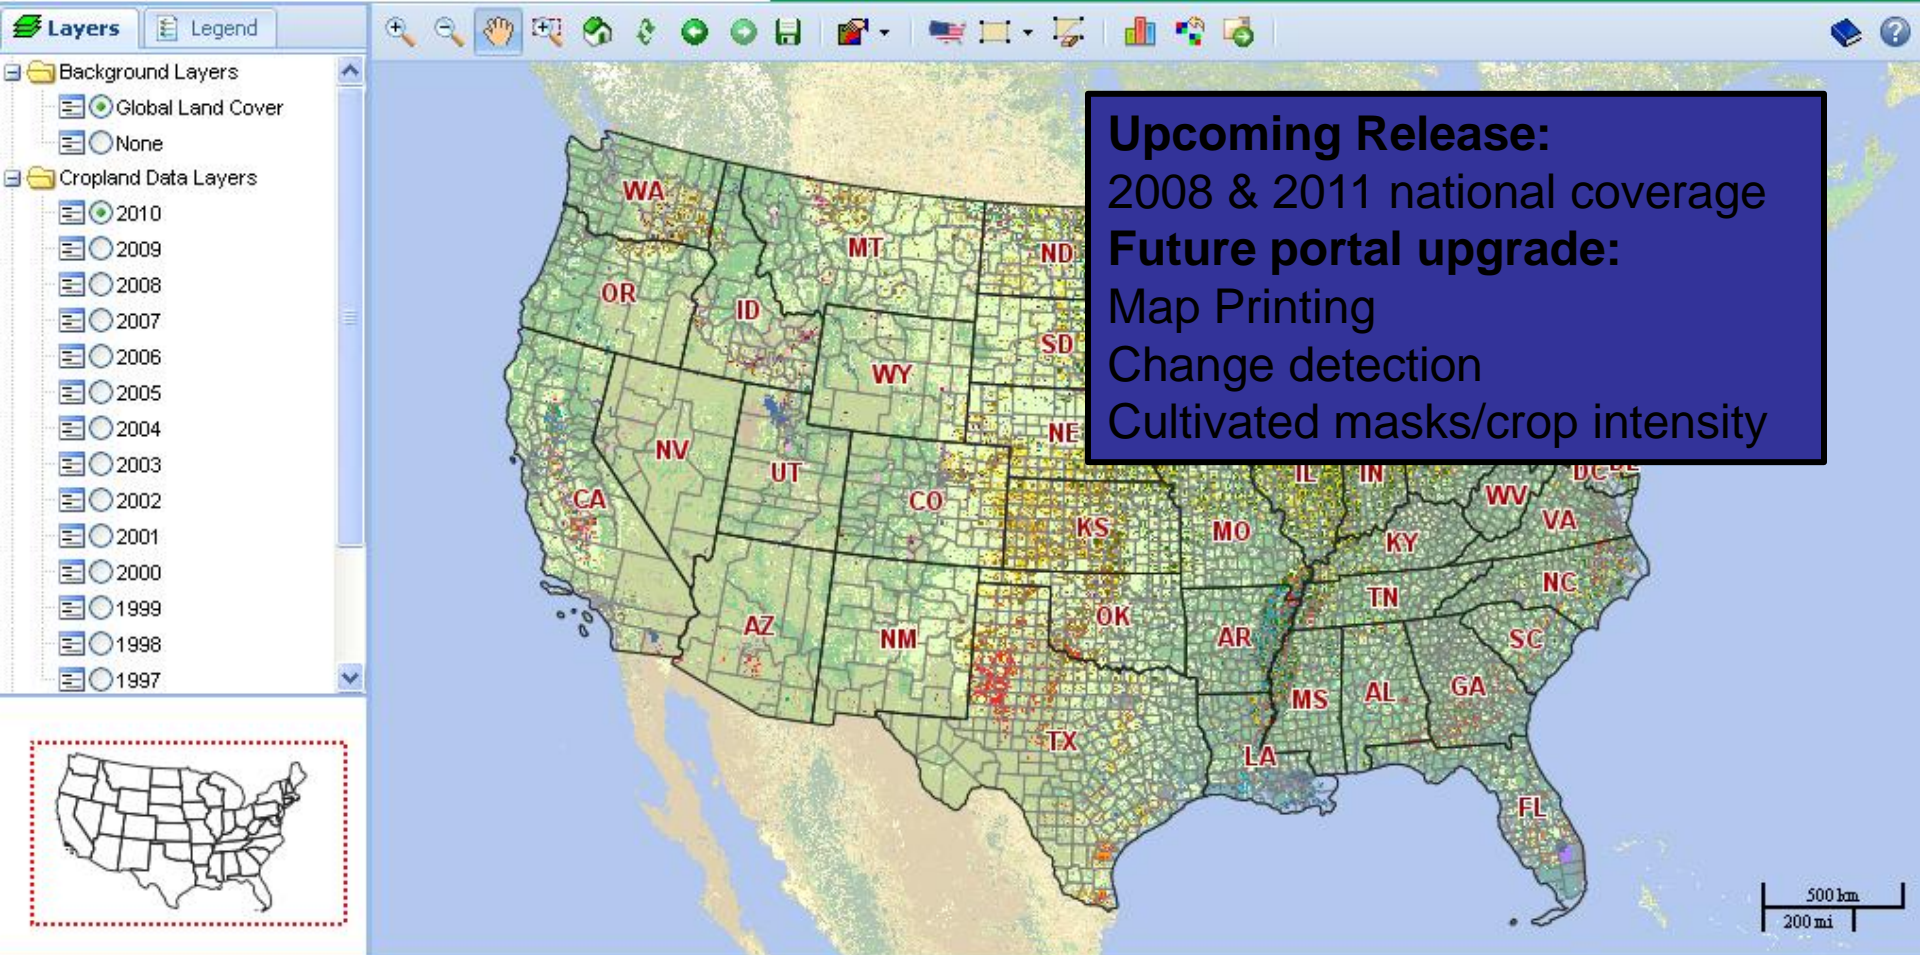 Layers
Legend
Background Layers
Global Land Cover
None
Cropland Data Layers
2010
2009
2008
2007
2006
2005
2004
2003
2002
2001
2000
1999
1998
1997
Upcoming Release:
2008 & 2011 national coverage
Future portal upgrade:
Map Printing
Change detection
Cultivated masks/crop intensity
WA
MT
ND
OR
ID
SD
WY
NE
NV
UT
CO
CA
KS
MO
IL
IN
WV
DC
VA
KY
NC
TN
AZ
NM
OK
AR
SC
MS
AL
GA
TX
LA
FL
500 km
200 mi